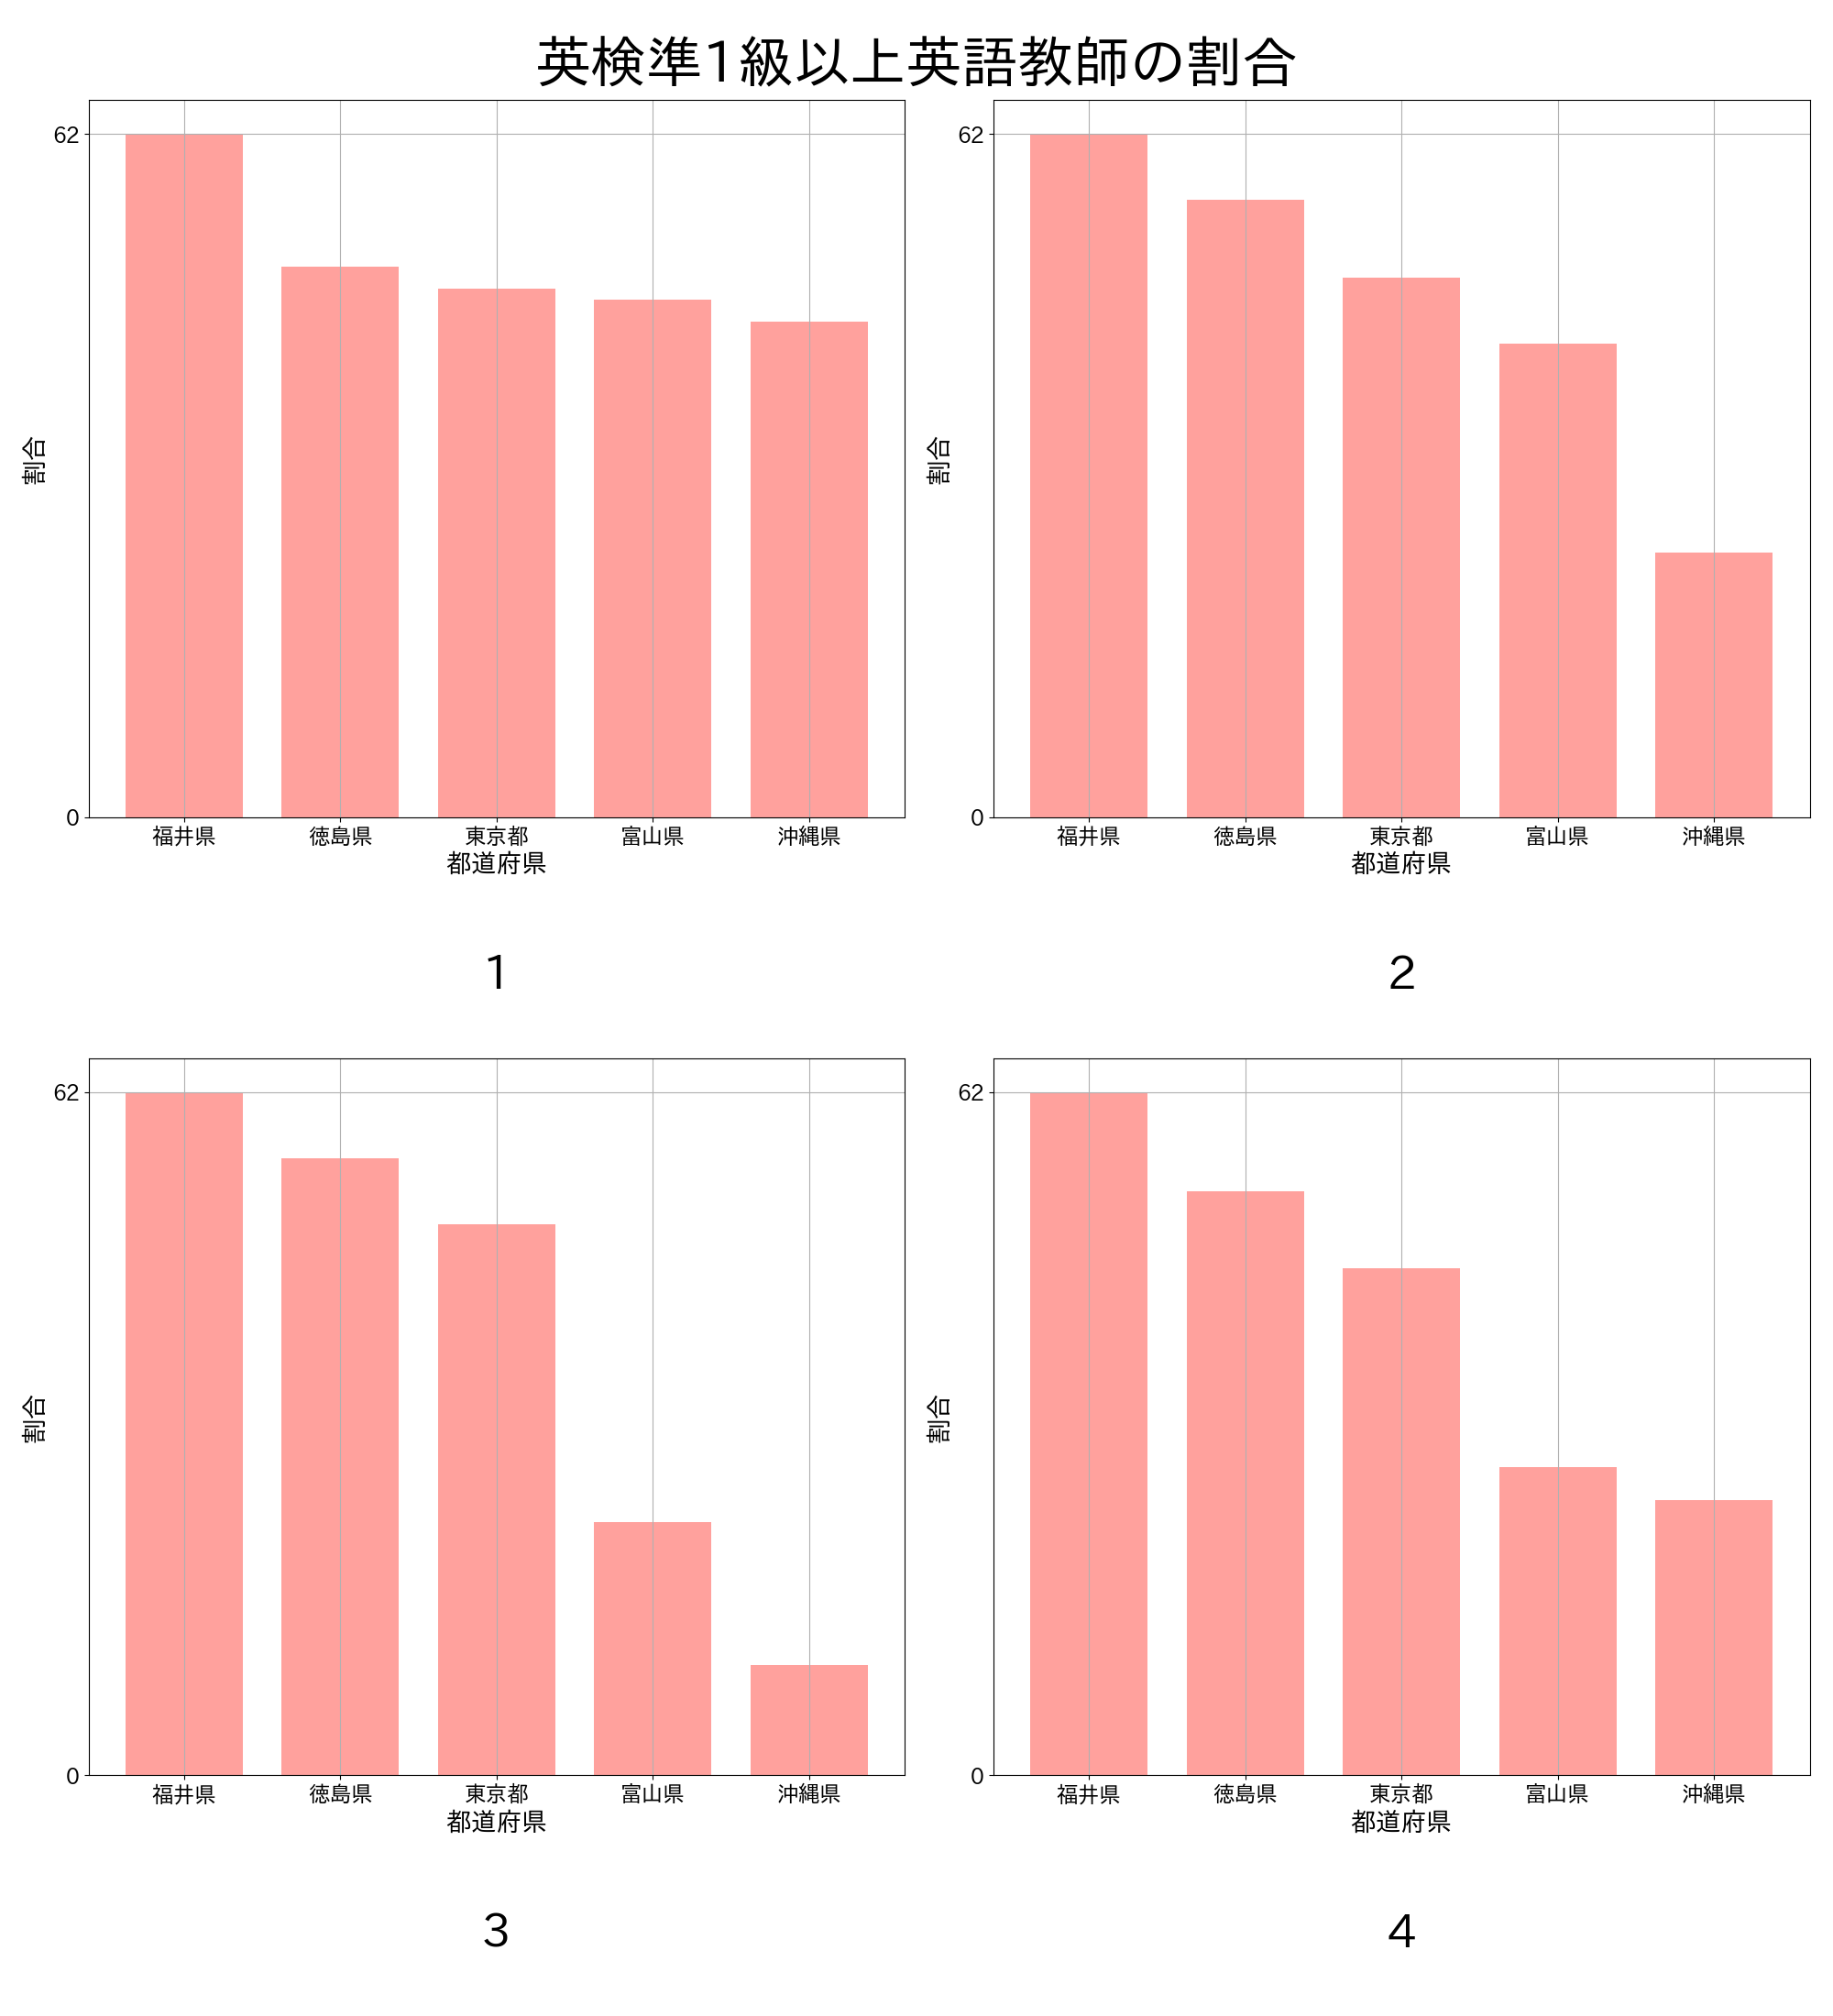 英検準1級以上英語教師の割合
62
0
割合
福井県 徳島県 東京都 富山県 沖縄県
都道府県
1
62
0
割合
福井県 徳島県 東京都 富山県 沖縄県
都道府県
2
62
0
割合
福井県 徳島県 東京都 富山県 沖縄県
都道府県
3
62
0
割合
福井県 徳島県 東京都 富山県 沖縄県
都道府県
4